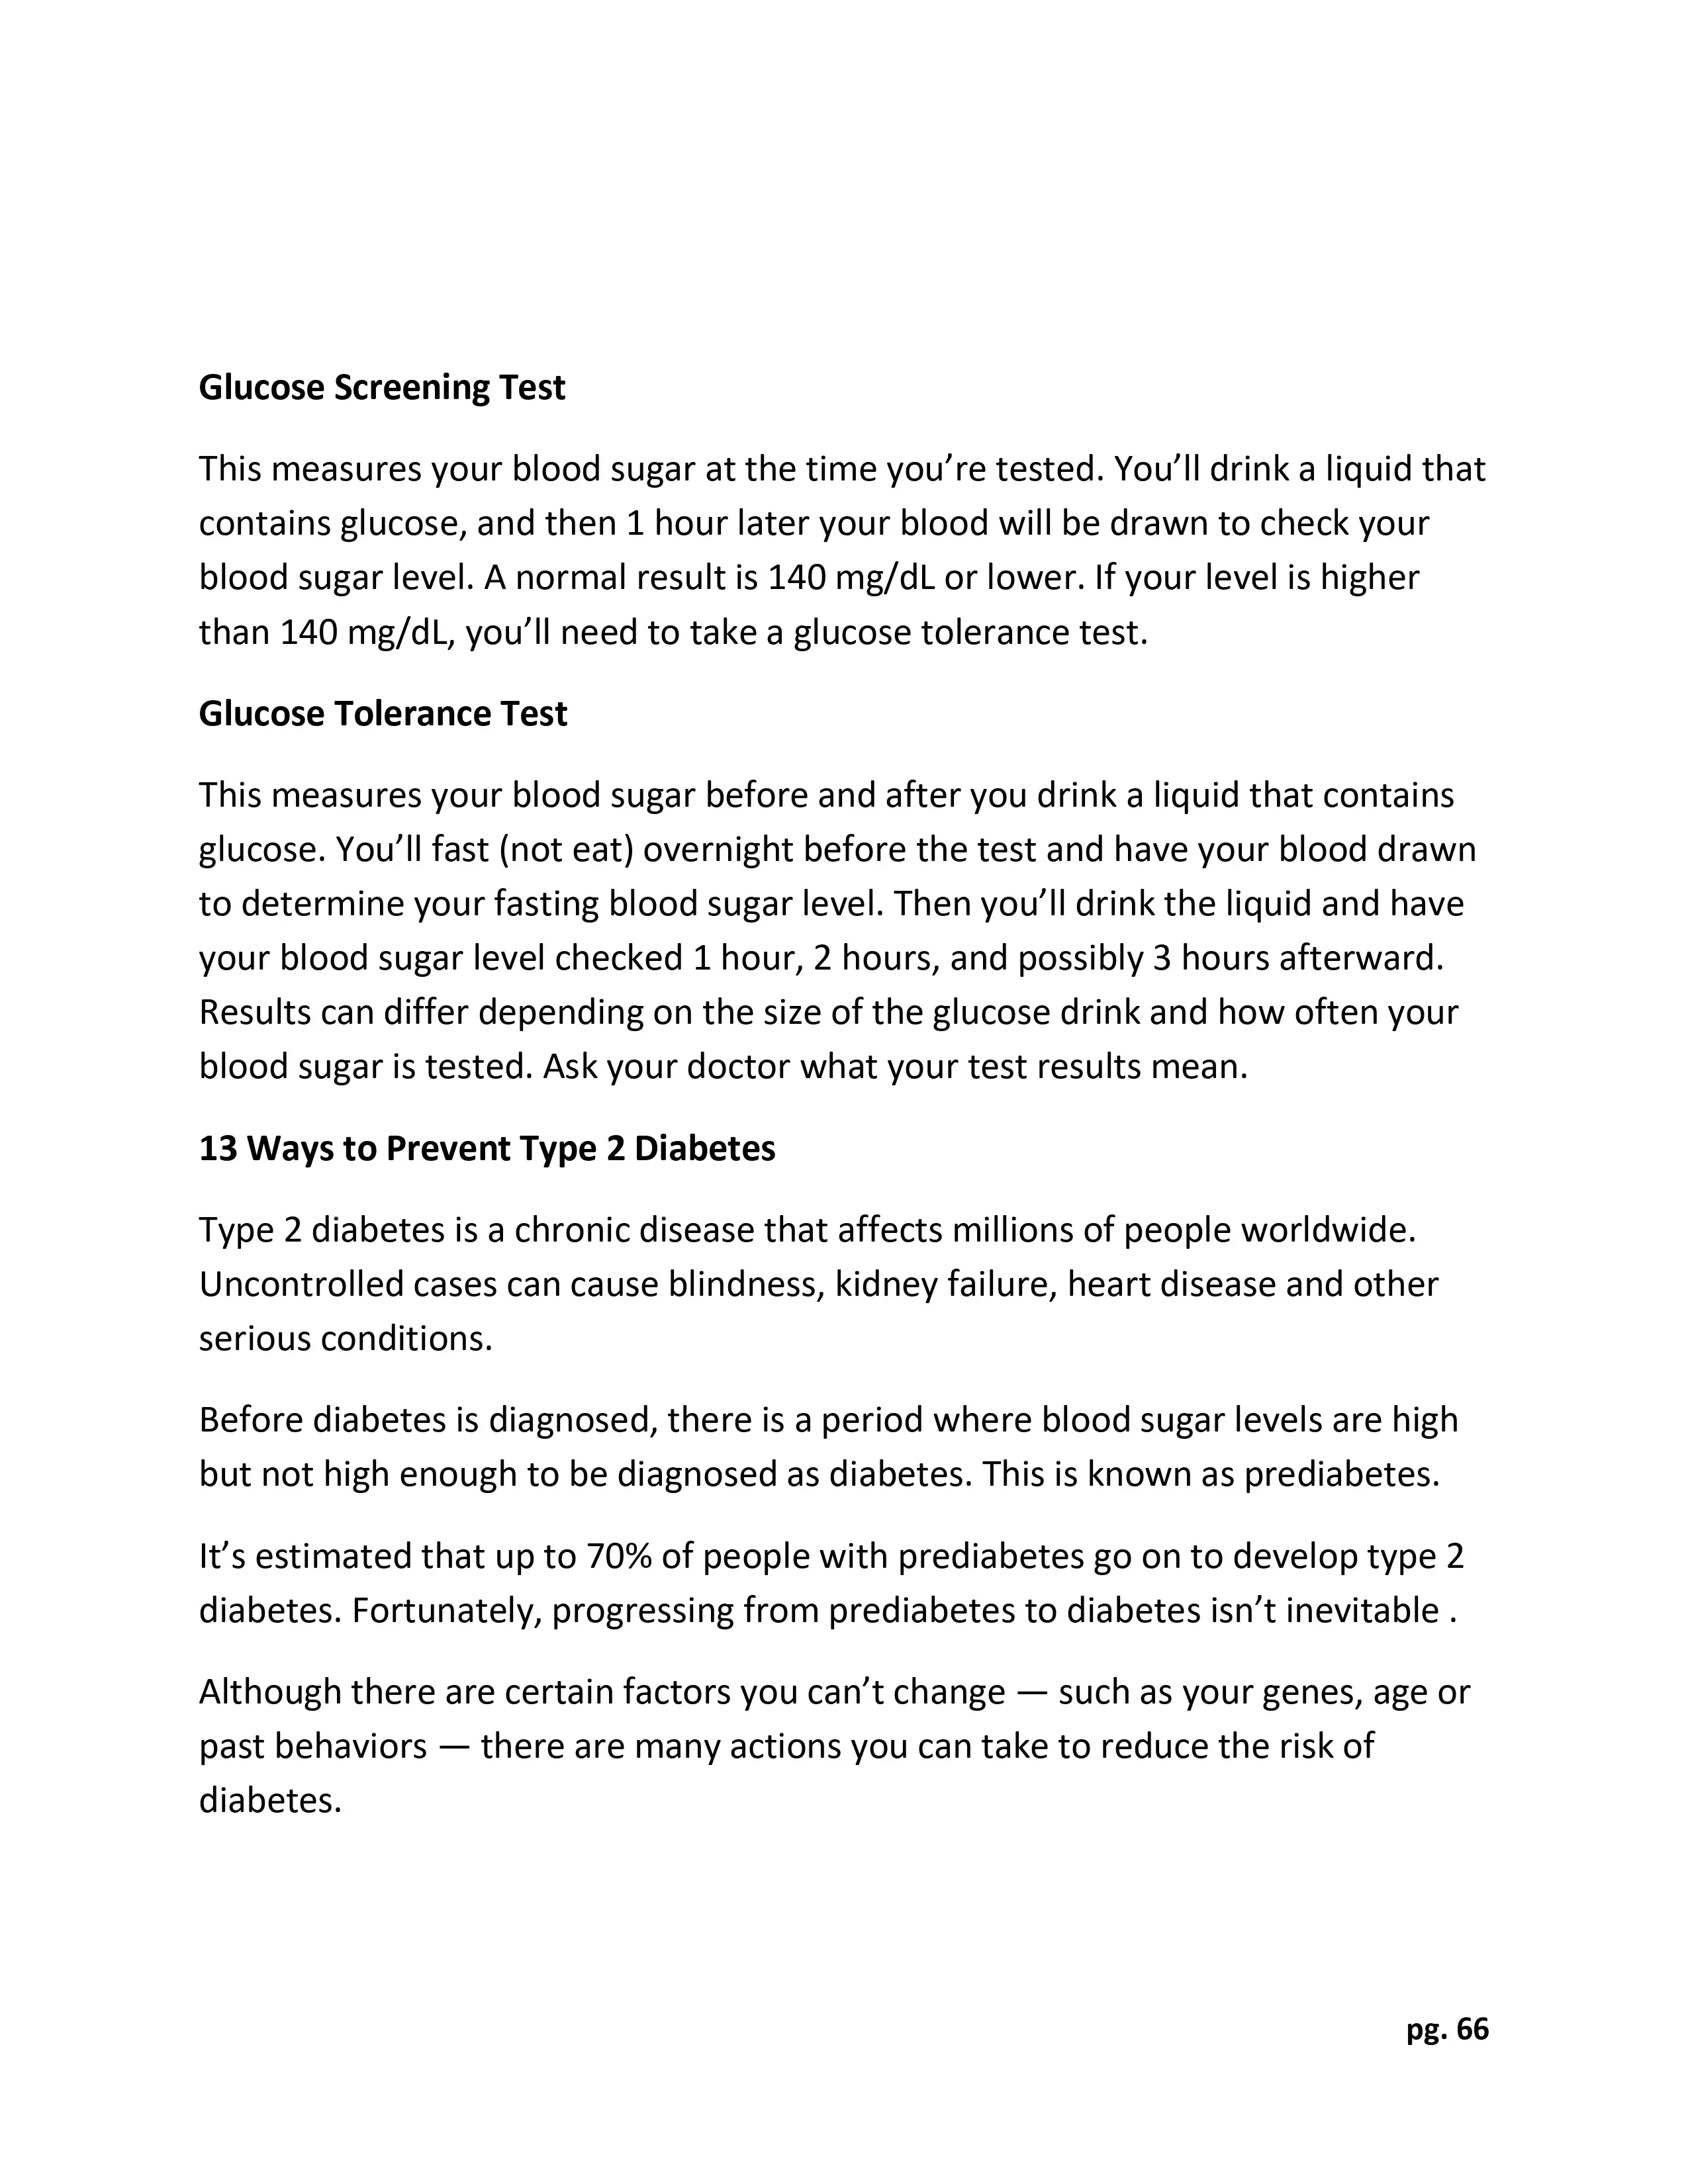 Glucose Screening Test
This measures your blood sugar at the time you’re tested. You’ll drink a liquid that
contains glucose, and then 1 hour later your blood will be drawn to check your
blood sugar level. A normal result is 140 mg/dL or lower. If your level is higher
than 140 mg/dL, you’ll need to take a glucose tolerance test.
Glucose Tolerance Test
This measures your blood sugar before and after you drink a liquid that contains
glucose. You’ll fast (not eat) overnight before the test and have your blood drawn
to determine your fasting blood sugar level. Then you’ll drink the liquid and have
your blood sugar level checked 1 hour, 2 hours, and possibly 3 hours afterward.
Results can differ depending on the size of the glucose drink and how often your
blood sugar is tested. Ask your doctor what your test results mean.
13 Ways to Prevent Type 2 Diabetes
Type 2 diabetes is a chronic disease that affects millions of people worldwide.
Uncontrolled cases can cause blindness, kidney failure, heart disease and other
serious conditions.
Before diabetes is diagnosed, there is a period where blood sugar levels are high
but not high enough to be diagnosed as diabetes. This is known as prediabetes.
It’s estimated that up to 70% of people with prediabetes go on to develop type 2
diabetes. Fortunately, progressing from prediabetes to diabetes isn’t inevitable .
Although there are certain factors you can’t change — such as your genes, age or
past behaviors — there are many actions you can take to reduce the risk of
diabetes.
pg. 66